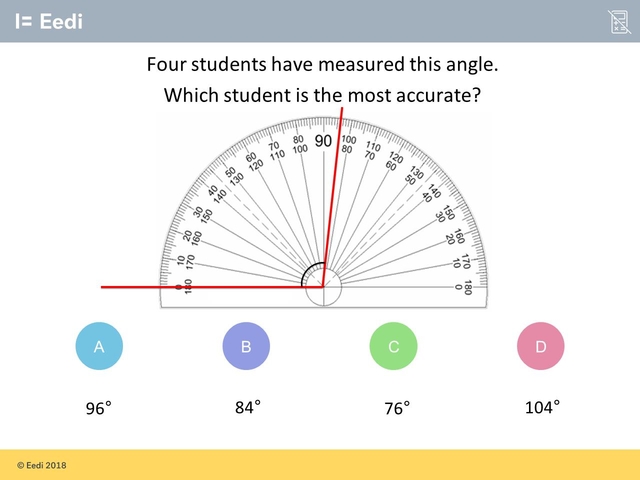 I= Eedi
Four students have measured this angle.
Which student is the most accurate?
0 10 20 30 40 50 60 70 80 90 100 110 120 130 140 150 160 170 180
180 170 160 150 140 130 120 110 100 80 70 60 50 40 30 20 10 0
A B C D
96° 84° 76° 104°
© Eedi 2018